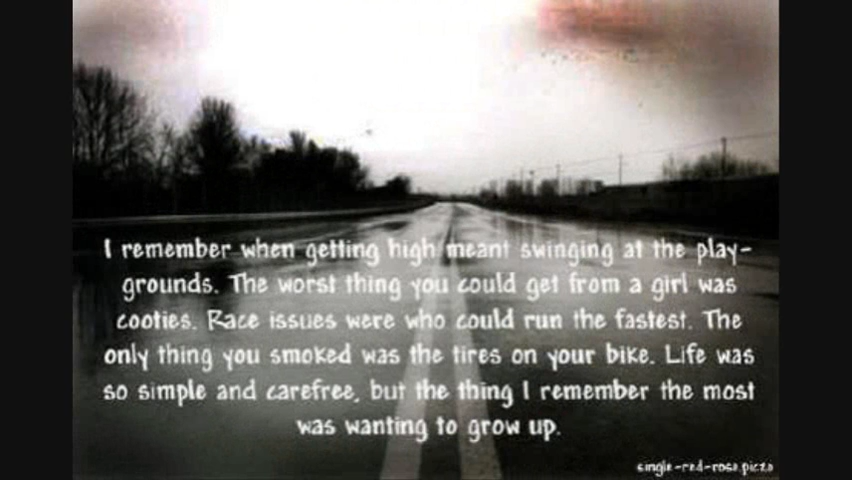 I remember when getting high meant swinging at the play-
grounds. The worst thing you could get from a girl was
cooties. Race issues were who could run the fastest. The
only thing you smoked was the tires on your bike. Life was
so simple and carefree, but the thing I remember the most
was wanting to grow up.
single-red-rose.piczo